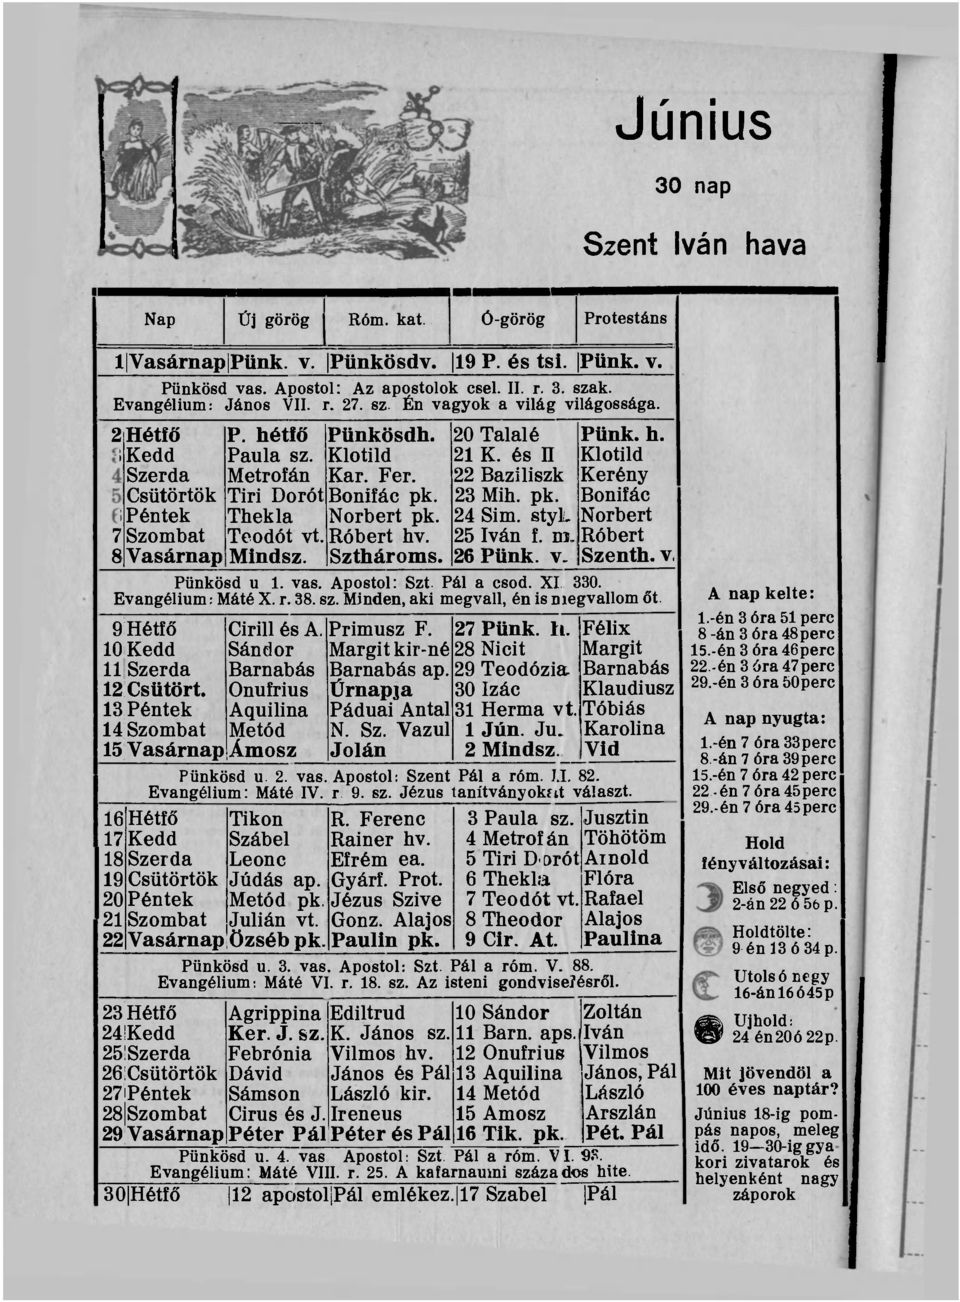 Június
30 nap
Szent Iván hava
Nap Új görög Róm. kat. Ó-görög Protestáns
1 Vasárnap Pünk. v. Pünkösdv. 19 P. és tsi. Pünk. v.
Pünkösd vas. Apostol: Az apostolok csel. II. r. 3. szak.
Evangélium: János VII. r. 27. sz. Én vagyok a világ világossága.
2 Hétfő P. hétfő Pünkösdh. 20 Talalé Pünk. h.
3 Kedd Paula sz. Klotild 21 K. és Il Klotild
4 Szerda Metrofán Kar. Fer. 22 Baziliszk Kerény
5 Csütörtök Tiri Dorót Bonifác pk. 23 Mih. pk. Bonifác
6 Péntek Thekla Norbert pk. 24 Sim. styl. Norbert
7 Szombat Teodót vt. Róbert hv. 25 Iván f. m. Róbert
8 Vasárnap Mindsz. Szthároms. 26 Pünk. v. Szenth. v.
Pünkösd u 1. vas. Apostol: Szt. Pál a csod. XI 330.
Evangélium: Máté X. r. 38. sz. Minden, aki megvall, én is megvallom őt.
9 Hétfő Cirill és A. Primusz F. 27 Pünk. h. Félix
10 Kedd Sándor Margit kir-né 28 Nicit Margit
11 Szerda Barnabás Barnabás ap. 29 Teodózia Barnabás
12 Csütört. Onufrius Úrnapja 30 Izác Klaudiusz
13 Péntek Aquilina Páduai Antal 31 Herma vt. Tóbiás
14 Szombat Metód N. Sz. Vazul 1 Jún. Ju. Karolina
15 Vasárnap Ámosz Jolán 2 Mindsz. Vid
Pünkösd u. 2. vas. Apostol: Szent Pál a róm. II. 82.
Evangélium: Máté IV. r 9. sz. Jézus tanítványokat választ.
16 Hétfő Tikon R. Ferenc 3 Paula sz. Jusztin
17 Kedd Szábel Rainer hv. 4 Metrofán Töhötöm
18 Szerda Leonc Efrém ea. 5 Tiri Dorót Arnold
19 Csütörtök Júdás ap. Gyárf. Prot. 6 Thekla Flóra
20 Péntek Metód pk. Jézus Szive 7 Teodót vt. Rafael
21 Szombat Julián vt. Gonz. Alajos 8 Theodor Alajos
22 Vasárnap Özséb pk. Paulin pk. 9 Cir. At. Paulina
Pünkösd u. 3. vas. Apostol: Szt. Pál a róm. V. 88.
Evangélium: Máté VI. r. 18. sz. Az isteni gondviselésről.
23 Hétfő Agrippina Ediltrud 10 Sándor Zoltán
24 Kedd Ker. J. sz. K. János sz. 11 Barn. aps. Iván
25 Szerda Febrónia Vilmos hv. 12 Onufrius Vilmos
26 Csütörtök Dávid János és Pál 13 Aquilina János, Pál
27 Péntek Sámson László kir. 14 Metód László
28 Szombat Cirus és J. Ireneus 15 Amosz Arszlán
29 Vasárnap Péter Pál Péter és Pál 16 Tik. pk. Pét. Pál
Pünkösd u. 4. vas Apostol: Szt. Pál a róm. VI. 98.
Evangélium: Máté VIII. r. 25. A kafarnaumi százados hite.
30 Hétfő 12 apostol Pál emlékez. 17 Szabel Pál
A nap kelte:
1.-én 3 óra 51 perc
8-án 3 óra 48 perc
15.-én 3 óra 46 perc
22.-én 3 óra 47 perc
29.-én 3 óra 50 perc
A nap nyugta:
1.-én 7 óra 33 perc
8.-án 7 óra 39 perc
15.-én 7 óra 42 perc
22.-én 7 óra 45 perc
29.-én 7 óra 45 perc
Hold
fényváltozásai:
Első negyed:
2-án 22 ó 56 p.
Holdtölte:
9-én 13 ó 34 p.
Utolsó negy
16-án 16 ó 45 p
Ujhold:
24 én 20 ó 22 p.
Mit jövendöl a
100 éves naptár?
Június 18-ig pom-
pás napos, meleg
idő. 19—30-ig gya-
kori zivatarok és
helyenként nagy
záporok